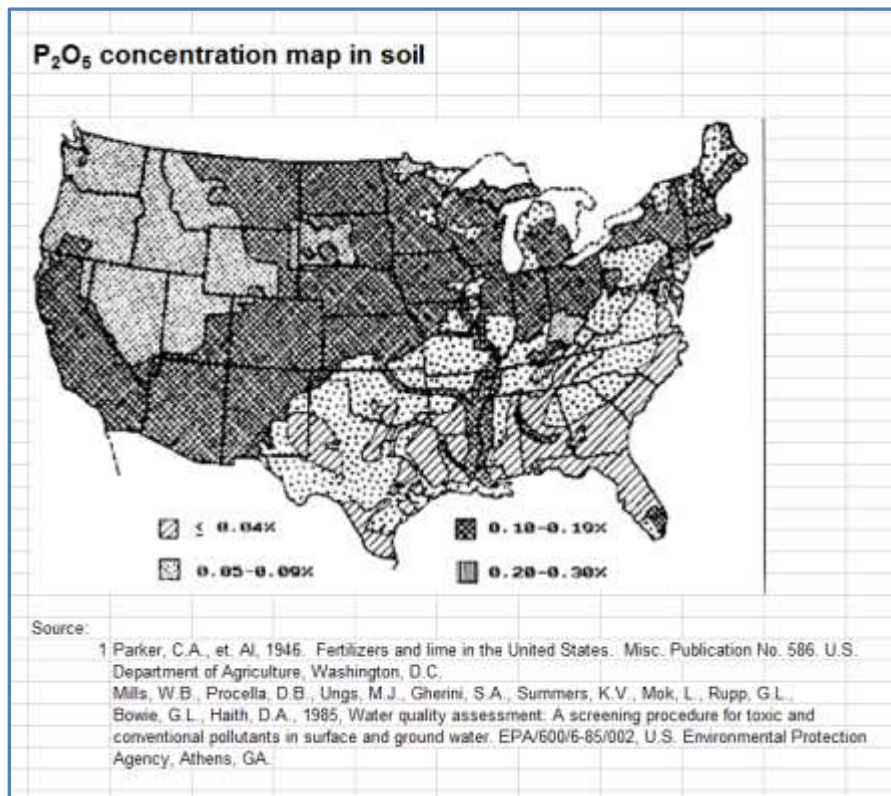 P₂O₅ concentration map in soil
≤ 0.04%
0.10-0.19%
0.05-0.09%
0.20-0.30%
Source:
1 Parker, C.A., et. Al, 1946. Fertilizers and lime in the United States. Misc. Publication No. 586. U.S.
Department of Agriculture, Washington, D.C.
Mills, W.B., Procella, D.B., Ungs, M.J., Gherini, S.A., Summers, K.V., Mok, L., Rupp, G.L.,
Bowie, G.L., Haith, D.A., 1985, Water quality assessment: A screening procedure for toxic and
conventional pollutants in surface and ground water. EPA/600/6-85/002, U.S. Environmental Protection
Agency, Athens, GA.